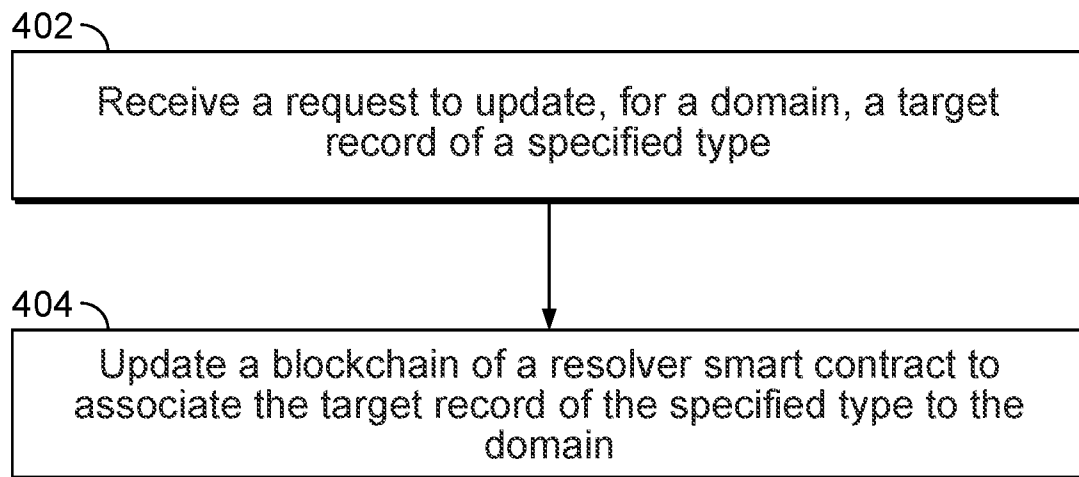 402
Receive a request to update, for a domain, a target
record of a specified type
404
Update a blockchain of a resolver smart contract to
associate the target record of the specified type to the
domain